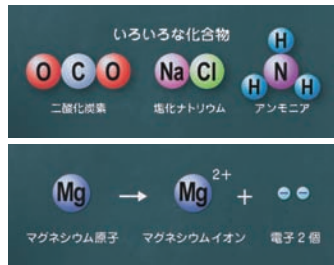 いろいろな化合物
H
O C O Na Cl N
H H
二酸化炭素 塩化ナトリウム アンモニア
Mg → Mg 2+ + ⊖ ⊖
マグネシウム原子 マグネシウムイオン 電子2個